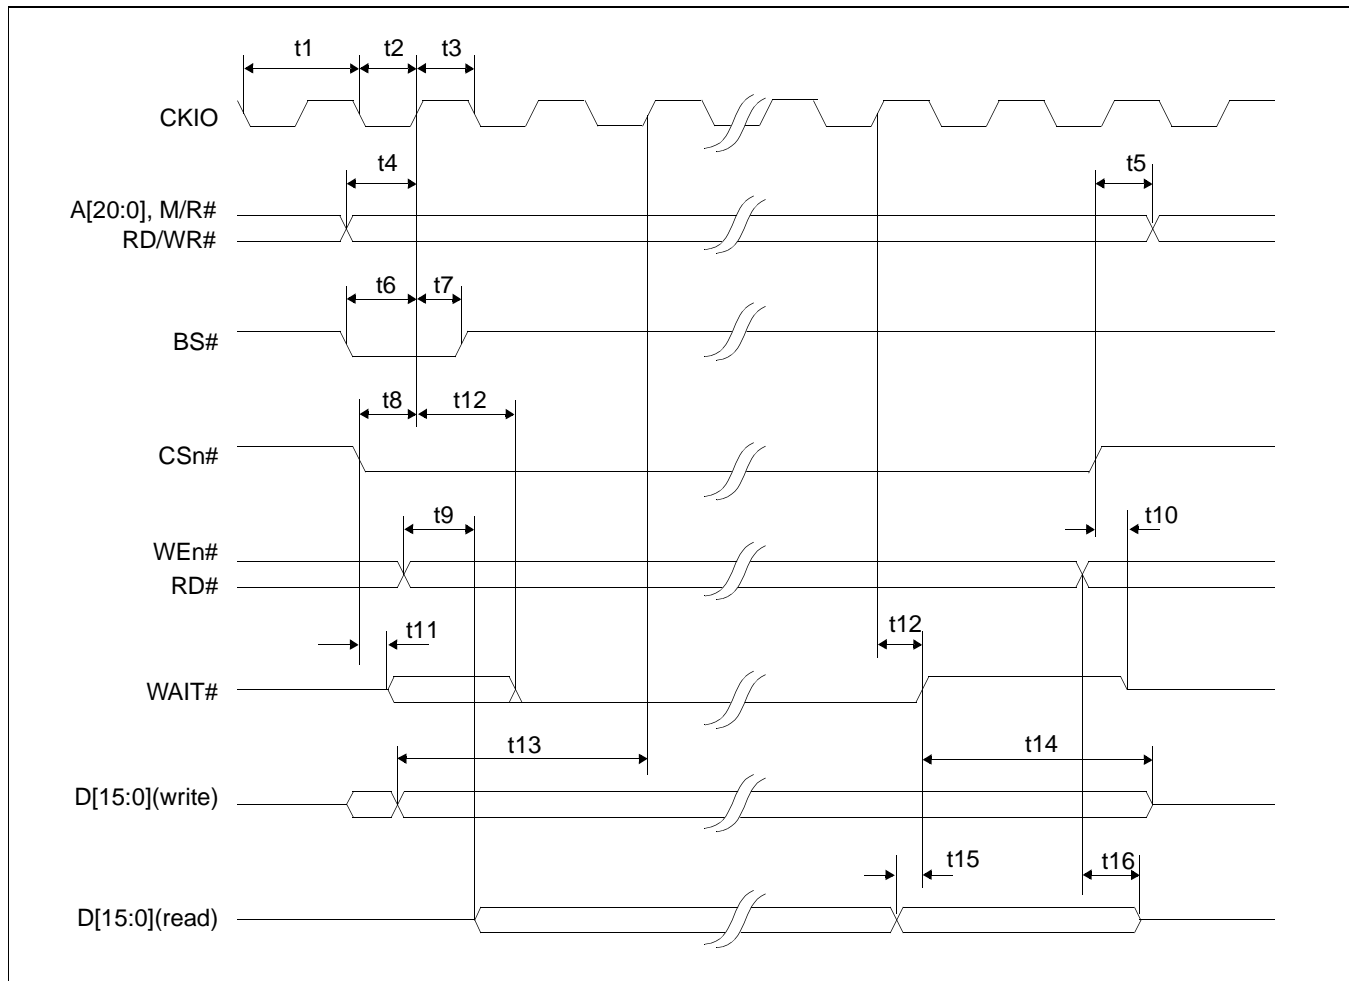 t1 t2 t3
CKIO
t4 t5
A[20:0], M/R#
RD/WR#
t6 t7
BS#
t8 t12
CSn#
t9 t10
WEn#
RD#
t11 t12
WAIT#
t13 t14
D[15:0](write)
t15 t16
D[15:0](read)